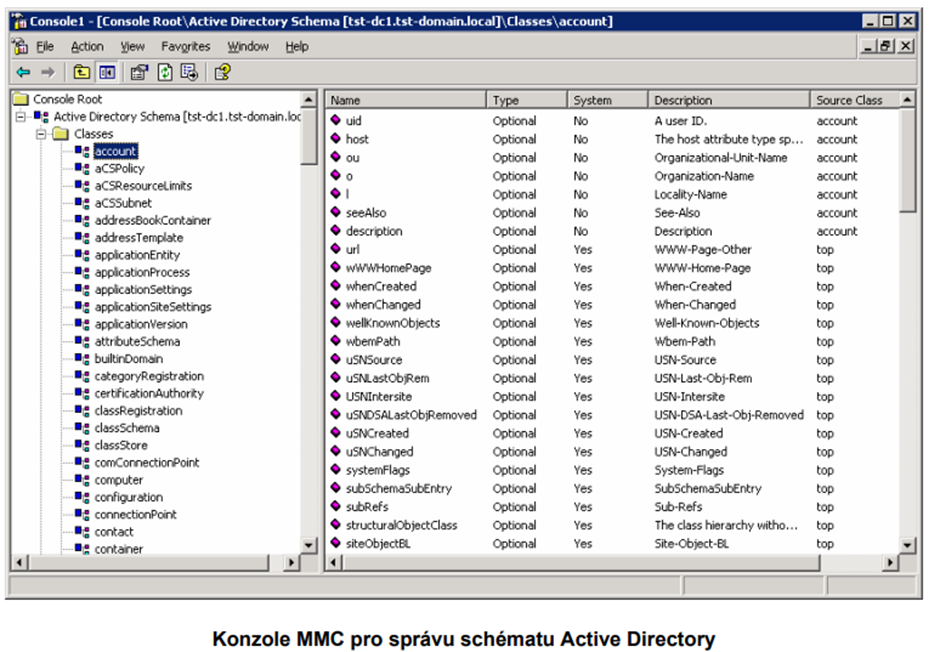 Console1 - [Console Root\Active Directory Schema [tst-dc1.tst-domain.local]\Classes\account]
File Action View Favorites Window Help
Console Root
Active Directory Schema [tst-dc1.tst-domain.loc
Classes
account
aCSPolicy
aCSResourceLimits
aCSSubnet
addressBookContainer
addressTemplate
applicationEntity
applicationProcess
applicationSettings
applicationSiteSettings
applicationVersion
attributeSchema
builtinDomain
categoryRegistration
certificationAuthority
classRegistration
classSchema
classStore
comConnectionPoint
computer
configuration
connectionPoint
contact
container
Name Type System Description Source Class
uid Optional No A user ID. account
host Optional No The host attribute type sp... account
ou Optional No Organizational-Unit-Name account
o Optional No Organization-Name account
l Optional No Locality-Name account
seeAlso Optional No See-Also account
description Optional No Description account
url Optional Yes WWW-Page-Other top
wWWHomePage Optional Yes WWW-Home-Page top
whenCreated Optional Yes When-Created top
whenChanged Optional Yes When-Changed top
wellKnownObjects Optional Yes Well-Known-Objects top
wbemPath Optional Yes Wbem-Path top
uSNSource Optional Yes USN-Source top
uSNLastObjRem Optional Yes USN-Last-Obj-Rem top
USNIntersite Optional Yes USN-Intersite top
uSNDSALastObjRemoved Optional Yes USN-DSA-Last-Obj-Removed top
uSNCreated Optional Yes USN-Created top
uSNChanged Optional Yes USN-Changed top
systemFlags Optional Yes System-Flags top
subSchemaSubEntry Optional Yes SubSchemaSubEntry top
subRefs Optional Yes Sub-Refs top
structuralObjectClass Optional Yes The class hierarchy witho... top
siteObjectBL Optional Yes Site-Object-BL top
Konzole MMC pro správu schématu Active Directory